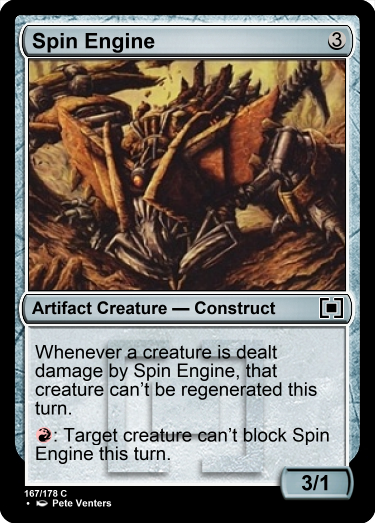 Spin Engine 3
Artifact Creature — Construct
Whenever a creature is dealt
damage by Spin Engine, that
creature can't be regenerated this
turn.
: Target creature can't block Spin
Engine this turn.
3/1
167/178 C
• Pete Venters